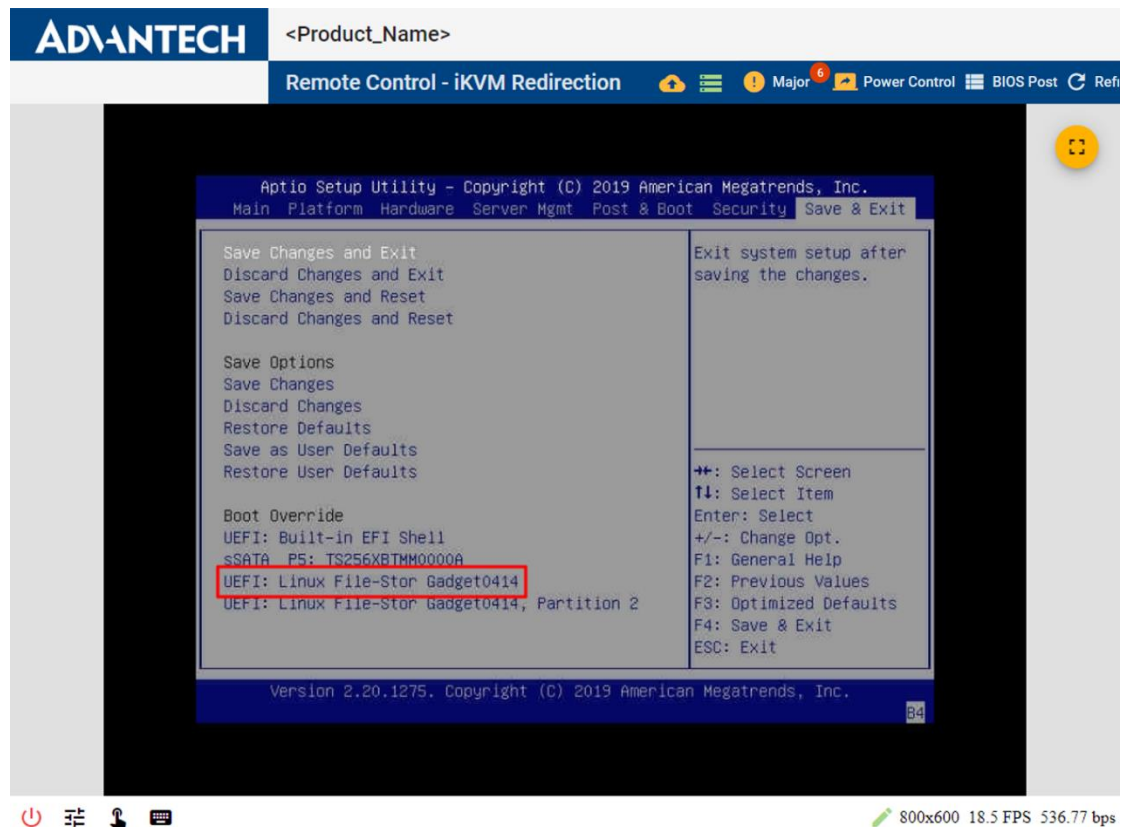 ADVANTECH
<Product_Name>
Remote Control - iKVM Redirection
Major 6 Power Control BIOS Post Refr
Aptio Setup Utility – Copyright (C) 2019 American Megatrends, Inc.
Main Platform Hardware Server Mgmt Post & Boot Security Save & Exit
Save Changes and Exit
Discard Changes and Exit
Save Changes and Reset
Discard Changes and Reset
Save Options
Save Changes
Discard Changes
Restore Defaults
Save as User Defaults
Restore User Defaults
Boot Override
UEFI: Built-in EFI Shell
sSATA P5: TS256XBTMM0000A
UEFI: Linux File-Stor Gadget0414
UEFI: Linux File-Stor Gadget0414, Partition 2
Exit system setup after
saving the changes.
→←: Select Screen
↑↓: Select Item
Enter: Select
+/-: Change Opt.
F1: General Help
F2: Previous Values
F3: Optimized Defaults
F4: Save & Exit
ESC: Exit
Version 2.20.1275. Copyright (C) 2019 American Megatrends, Inc.
B4
800x600 18.5 FPS 536.77 bps